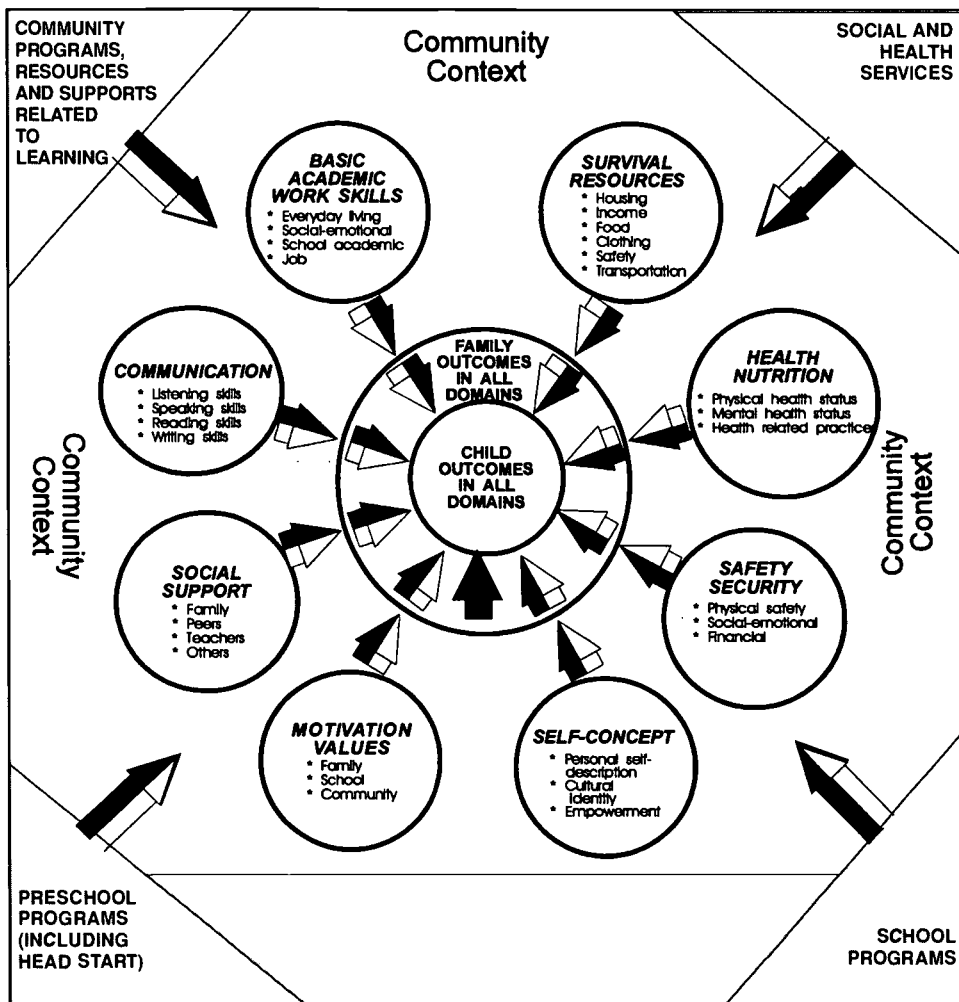 COMMUNITY
PROGRAMS,
RESOURCES
AND SUPPORTS
RELATED
TO
LEARNING
Community
Context
SOCIAL AND
HEALTH
SERVICES
BASIC
ACADEMIC
WORK SKILLS
* Everyday living
* Social-emotional
* School academic
* Job
SURVIVAL
RESOURCES
* Housing
* Income
* Food
* Clothing
* Safety
* Transportation
COMMUNICATION
* Listening skills
* Speaking skills
* Reading skills
* Writing skills
FAMILY
OUTCOMES
IN ALL
DOMAINS
CHILD
OUTCOMES
IN ALL
DOMAINS
HEALTH
NUTRITION
* Physical health status
* Mental health status
* Health related practices
Community
Context
Community
Context
SOCIAL
SUPPORT
* Family
* Peers
* Teachers
* Others
SAFETY
SECURITY
* Physical safety
* Social-emotional
* Financial
MOTIVATION
VALUES
* Family
* School
* Community
SELF-CONCEPT
* Personal self-
description
* Cultural
Identity
* Empowerment
PRESCHOOL
PROGRAMS
(INCLUDING
HEAD START)
SCHOOL
PROGRAMS